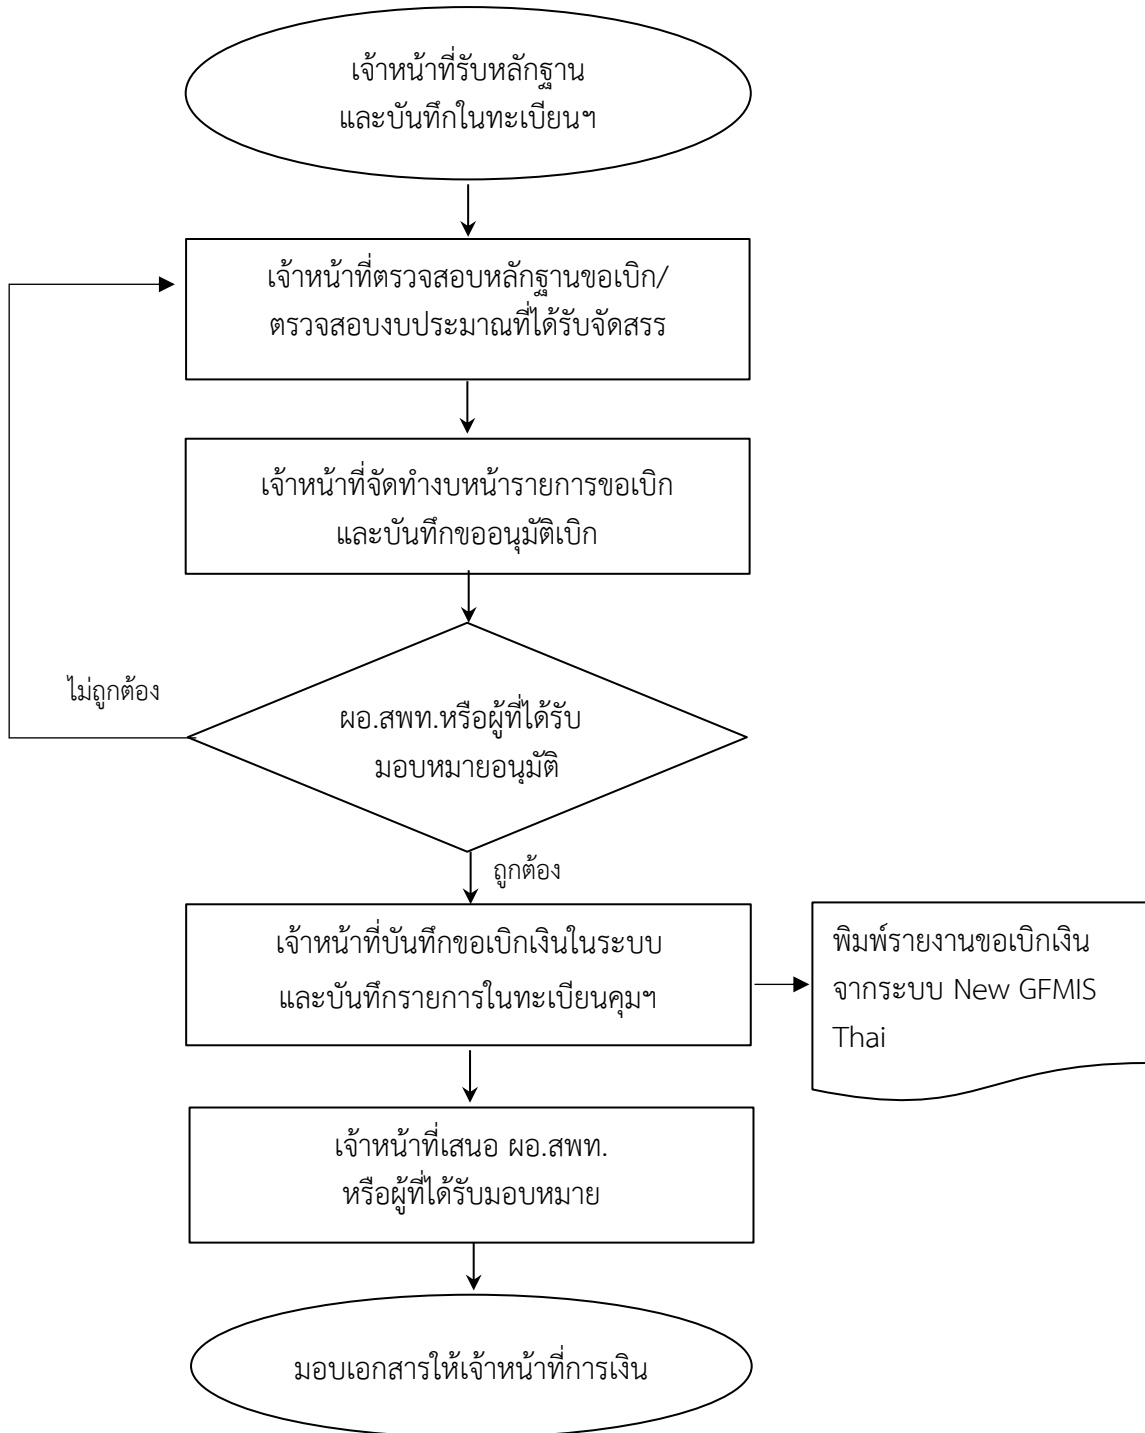 เจ้าหน้าที่รับหลักฐาน
และบันทึกในทะเบียนฯ
เจ้าหน้าที่ตรวจสอบหลักฐานขอเบิก/
ตรวจสอบงบประมาณที่ได้รับจัดสรร
เจ้าหน้าที่จัดทำงบหน้ารายการขอเบิก
และบันทึกขออนุมัติเบิก
ไม่ถูกต้อง
ผอ.สพท.หรือผู้ที่ได้รับ
มอบหมายอนุมัติ
ถูกต้อง
เจ้าหน้าที่บันทึกขอเบิกเงินในระบบ
และบันทึกรายการในทะเบียนคุมฯ
พิมพ์รายงานขอเบิกเงิน
จากระบบ New GFMIS
Thai
เจ้าหน้าที่เสนอ ผอ.สพท.
หรือผู้ที่ได้รับมอบหมาย
มอบเอกสารให้เจ้าหน้าที่การเงิน